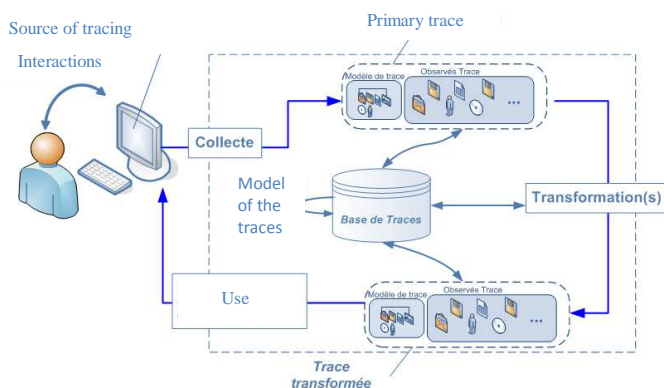 Source of tracing
Interactions
Primary trace
Modèle de trace
Observés Trace
...
Collecte
Model
of the
traces
Base de Traces
Transformation(s)
Use
Modèle de trace
Observés Trace
...
Trace
transformée